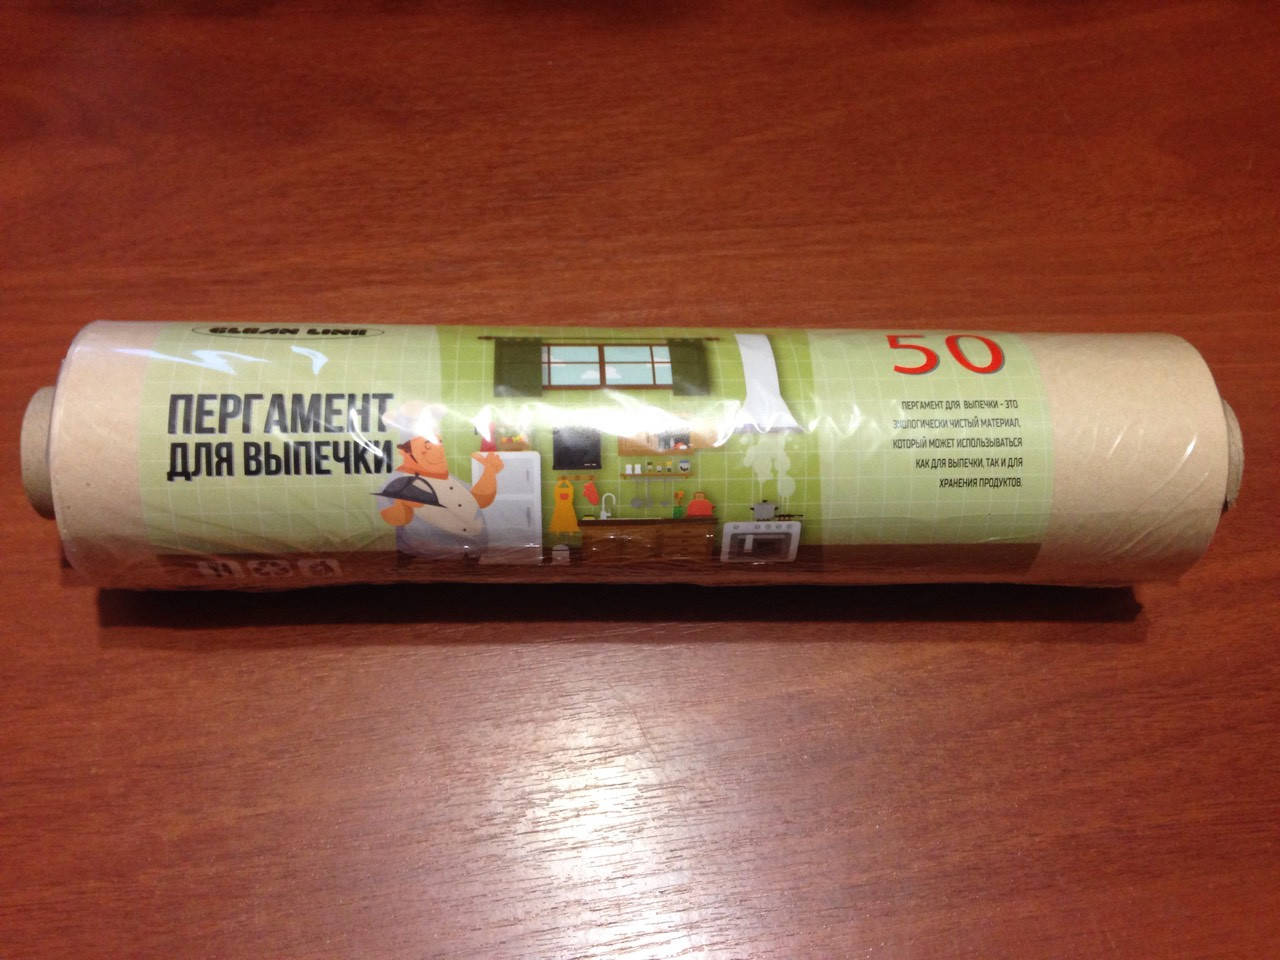 CLEAN LINE
ПЕРГАМЕНТ
ДЛЯ ВЫПЕЧКИ
50
ПЕРГАМЕНТ ДЛЯ ВЫПЕЧКИ - ЭТО
ЭКОЛОГИЧЕСКИ ЧИСТЫЙ МАТЕРИАЛ,
КОТОРЫЙ МОЖЕТ ИСПОЛЬЗОВАТЬСЯ
КАК ДЛЯ ВЫПЕЧКИ, ТАК И ДЛЯ
ХРАНЕНИЯ ПРОДУКТОВ.